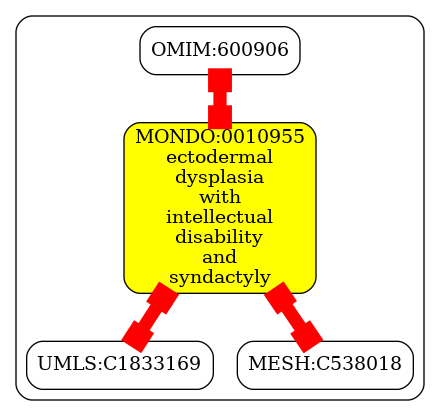 OMIM:600906
MONDO:0010955
ectodermal
dysplasia
with
intellectual
disability
and
syndactyly
UMLS:C1833169
MESH:C538018